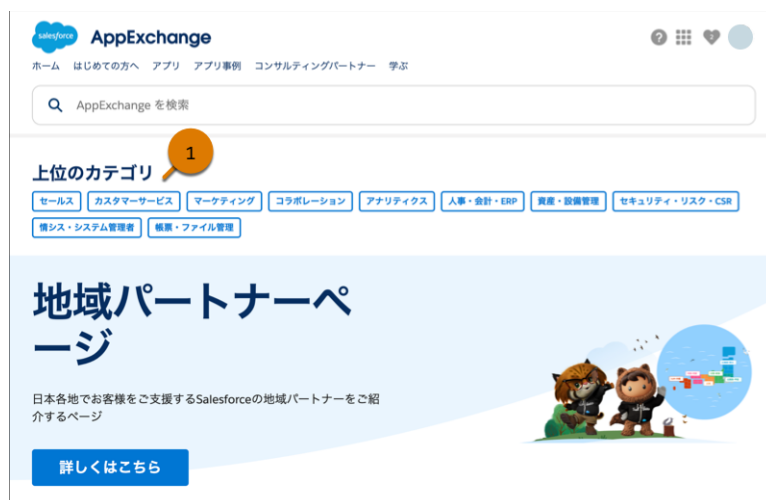 salesforce AppExchange
2
ホーム はじめての方へ アプリ アプリ事例 コンサルティングパートナー 学ぶ
AppExchange を検索
1
上位のカテゴリ
セールス カスタマーサービス マーケティング コラボレーション アナリティクス 人事・会計・ERP 資産・設備管理 セキュリティ・リスク・CSR
情シス・システム管理者 帳票・ファイル管理
地域パートナーペ
ージ
日本各地でお客様をご支援するSalesforceの地域パートナーをご紹
介するページ
詳しくはこちら